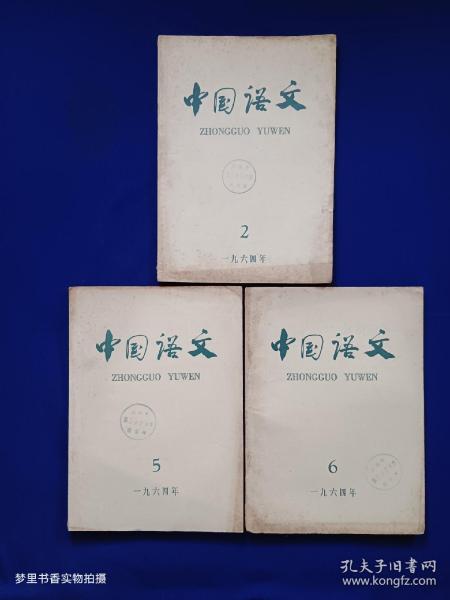 中国语文
ZHONGGUO YUWEN
2
一九六四年
中国语文
ZHONGGUO YUWEN
5
一九六四年
中国语文
ZHONGGUO YUWEN
6
一九六四年
梦里书香实物拍摄
孔夫子旧书网
www.kongfz.com